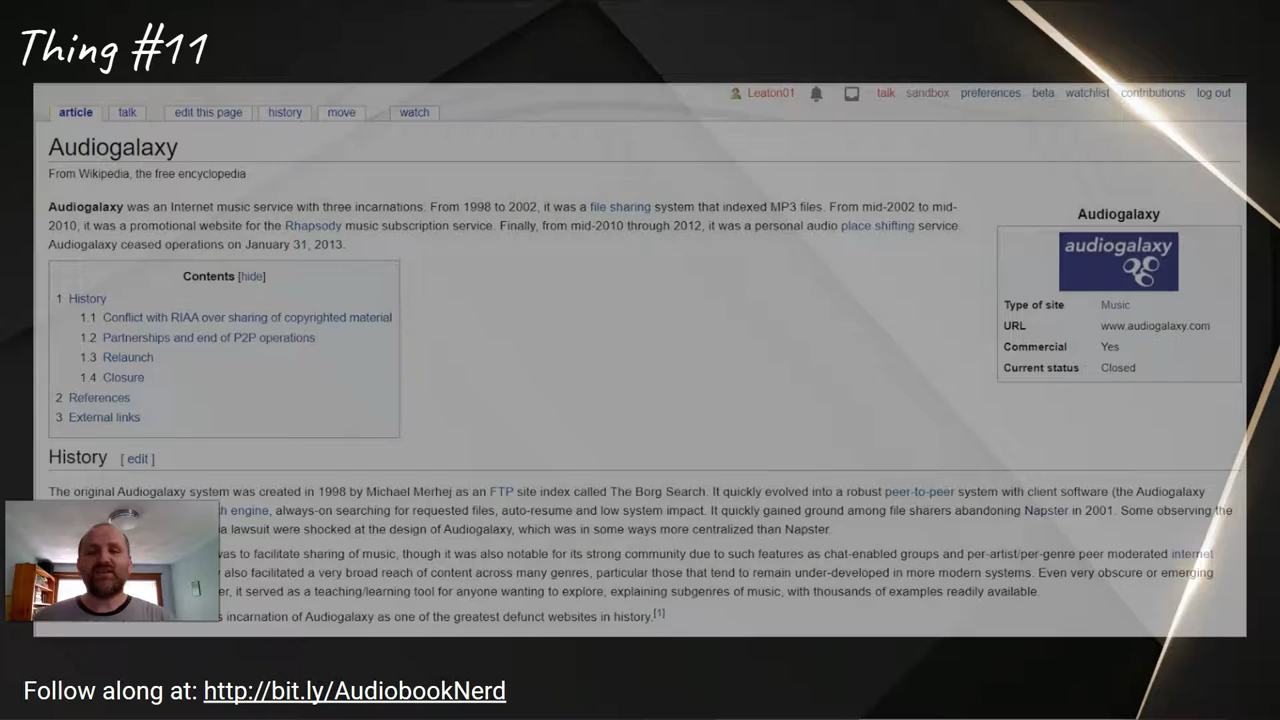 Thing #11
Leaton01 talk sandbox preferences beta watchlist contributions log out
article talk edit this page history move watch
Audiogalaxy
From Wikipedia, the free encyclopedia
Audiogalaxy was an Internet music service with three incarnations. From 1998 to 2002, it was a file sharing system that indexed MP3 files. From mid-2002 to mid-
2010, it was a promotional website for the Rhapsody music subscription service. Finally, from mid-2010 through 2012, it was a personal audio place shifting service.
Audiogalaxy ceased operations on January 31, 2013.
Audiogalaxy
audiogalaxy
Type of site Music
URL www.audiogalaxy.com
Commercial Yes
Current status Closed
Contents [hide]
1 History
1.1 Conflict with RIAA over sharing of copyrighted material
1.2 Partnerships and end of P2P operations
1.3 Relaunch
1.4 Closure
2 References
3 External links
History [ edit ]
The original Audiogalaxy system was created in 1998 by Michael Merhej as an FTP site index called The Borg Search. It quickly evolved into a robust peer-to-peer system with client software (the Audiogalaxy
engine, always-on searching for requested files, auto-resume and low system impact. It quickly gained ground among file sharers abandoning Napster in 2001. Some observing the
lawsuit were shocked at the design of Audiogalaxy, which was in some ways more centralized than Napster.
was to facilitate sharing of music, though it was also notable for its strong community due to such features as chat-enabled groups and per-artist/per-genre peer moderated internet
also facilitated a very broad reach of content across many genres, particular those that tend to remain under-developed in more modern systems. Even very obscure or emerging
it served as a teaching/learning tool for anyone wanting to explore, explaining subgenres of music, with thousands of examples readily available.
incarnation of Audiogalaxy as one of the greatest defunct websites in history.[1]
Follow along at: http://bit.ly/AudiobookNerd